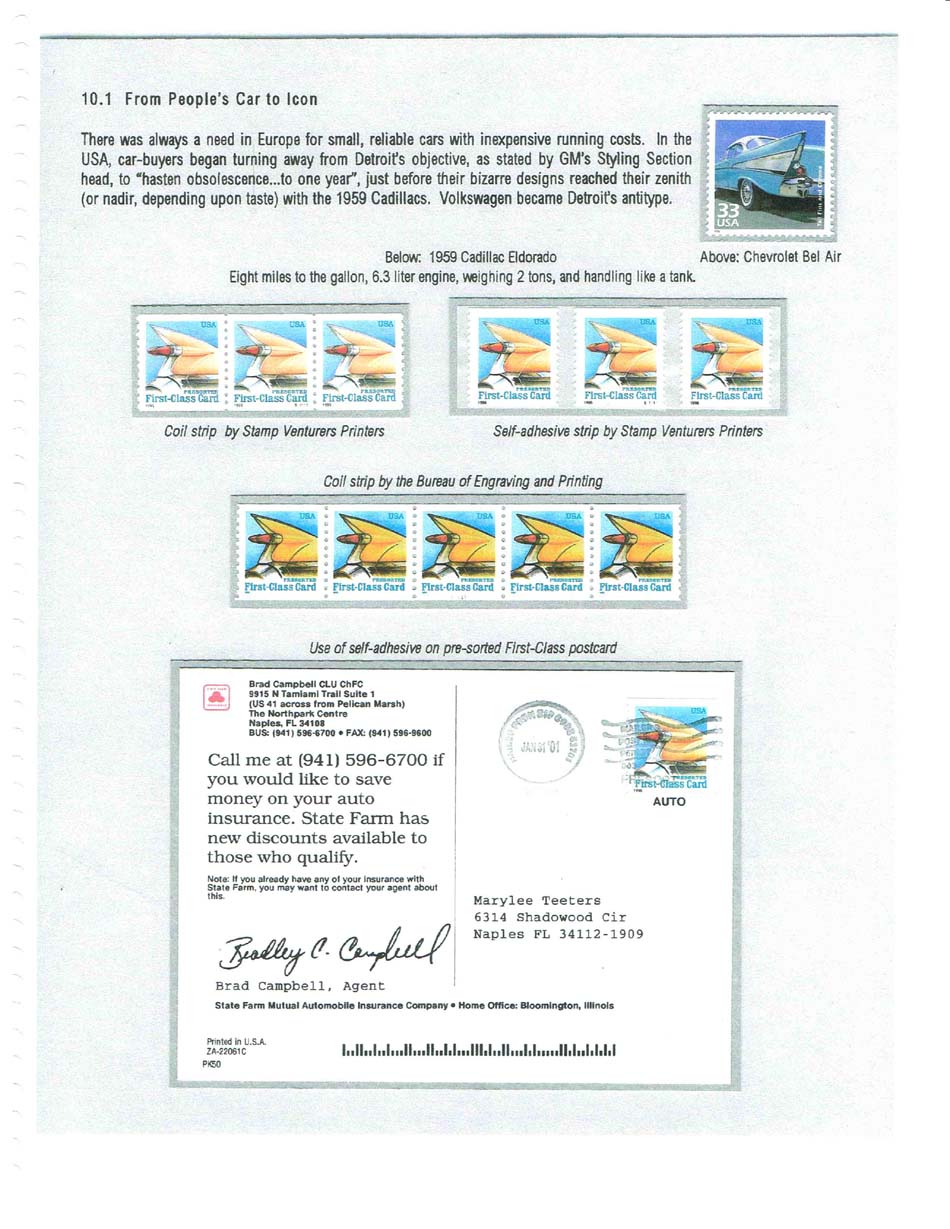 10.1 From People's Car to Icon
There was always a need in Europe for small, reliable cars with inexpensive running costs. In the
USA, car-buyers began turning away from Detroit's objective, as stated by GM's Styling Section
head, to "hasten obsolescence...to one year", just before their bizarre designs reached their zenith
(or nadir, depending upon taste) with the 1959 Cadillacs. Volkswagen became Detroit's antitype.
33
USA
Below: 1959 Cadillac Eldorado
Above: Chevrolet Bel Air
Eight miles to the gallon, 6.3 liter engine, weighing 2 tons, and handling like a tank.
USA USA USA
PRESORTED PRESORTED PRESORTED
First-Class Card First-Class Card First-Class Card
USA USA USA
PRESORTED PRESORTED PRESORTED
First-Class Card First-Class Card First-Class Card
Coil strip by Stamp Venturers Printers
Self-adhesive strip by Stamp Venturers Printers
Coil strip by the Bureau of Engraving and Printing
USA USA USA USA USA
PRESORTED PRESORTED PRESORTED PRESORTED PRESORTED
First-Class Card First-Class Card First-Class Card First-Class Card First-Class Card
Use of self-adhesive on pre-sorted First-Class postcard
Brad Campbell CLU ChFC
9915 N Tamiami Trail Suite 1
(US 41 across from Pelican Marsh)
The Northpark Centre
Naples, FL 34108
BUS: (941) 596-6700 • FAX: (941) 596-9600
Call me at (941) 596-6700 if
you would like to save
money on your auto
insurance. State Farm has
new discounts available to
those who qualify.
Note: If you already have any of your insurance with
State Farm, you may want to contact your agent about
this.
JAN 31 '01
USA
First-Class Card
AUTO
Marylee Teeters
6314 Shadowood Cir
Naples FL 34112-1909
Bradley C. Campbell
Brad Campbell, Agent
State Farm Mutual Automobile Insurance Company • Home Office: Bloomington, Illinois
Printed in U.S.A.
ZA-22061C
PK50